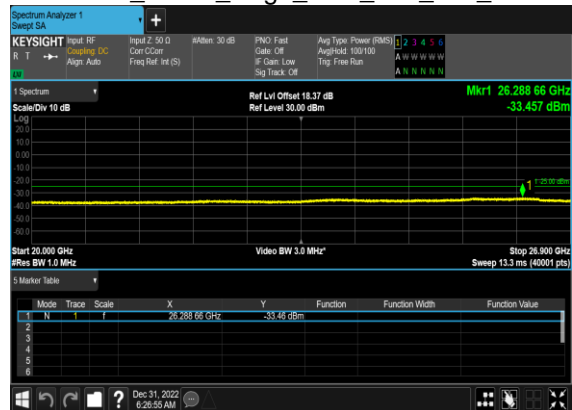 Spectrum Analyzer 1
Swept SA
+
KEYSIGHT Input: RF Input Z: 50 Ω #Atten: 30 dB PNO: Fast Avg Type: Power (RMS) 1 2 3 4 5 6
R T Coupling: DC Corr CCorr Gate: Off Avg|Hold: 100/100 A W W W W W
Align: Auto Freq Ref: Int (S) IF Gain: Low Trig: Free Run A N N N N N
Sig Track: Off
1 Spectrum Ref Lvl Offset 18.37 dB Mkr1 26.288 66 GHz
Scale/Div 10 dB Ref Level 30.00 dBm -33.457 dBm
Log
20.0
10.0
0.00
-10.0
-20.0
1 -25.00 dBm
-30.0
1
-40.0
-50.0
-60.0
Start 20.000 GHz Video BW 3.0 MHz* Stop 26.900 GHz
#Res BW 1.0 MHz Sweep 13.3 ms (40001 pts)
5 Marker Table
Mode Trace Scale X Y Function Function Width Function Value
1 N 1 f 26.288 66 GHz -33.46 dBm
2
3
4
5
6
? Dec 31, 2022
6:26:55 AM